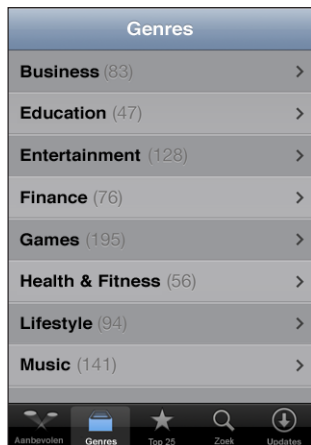 Genres
Business (83)
Education (47)
Entertainment (128)
Finance (76)
Games (195)
Health & Fitness (56)
Lifestyle (94)
Music (141)
Aanbevolen Genres Top 25 Zoek Updates